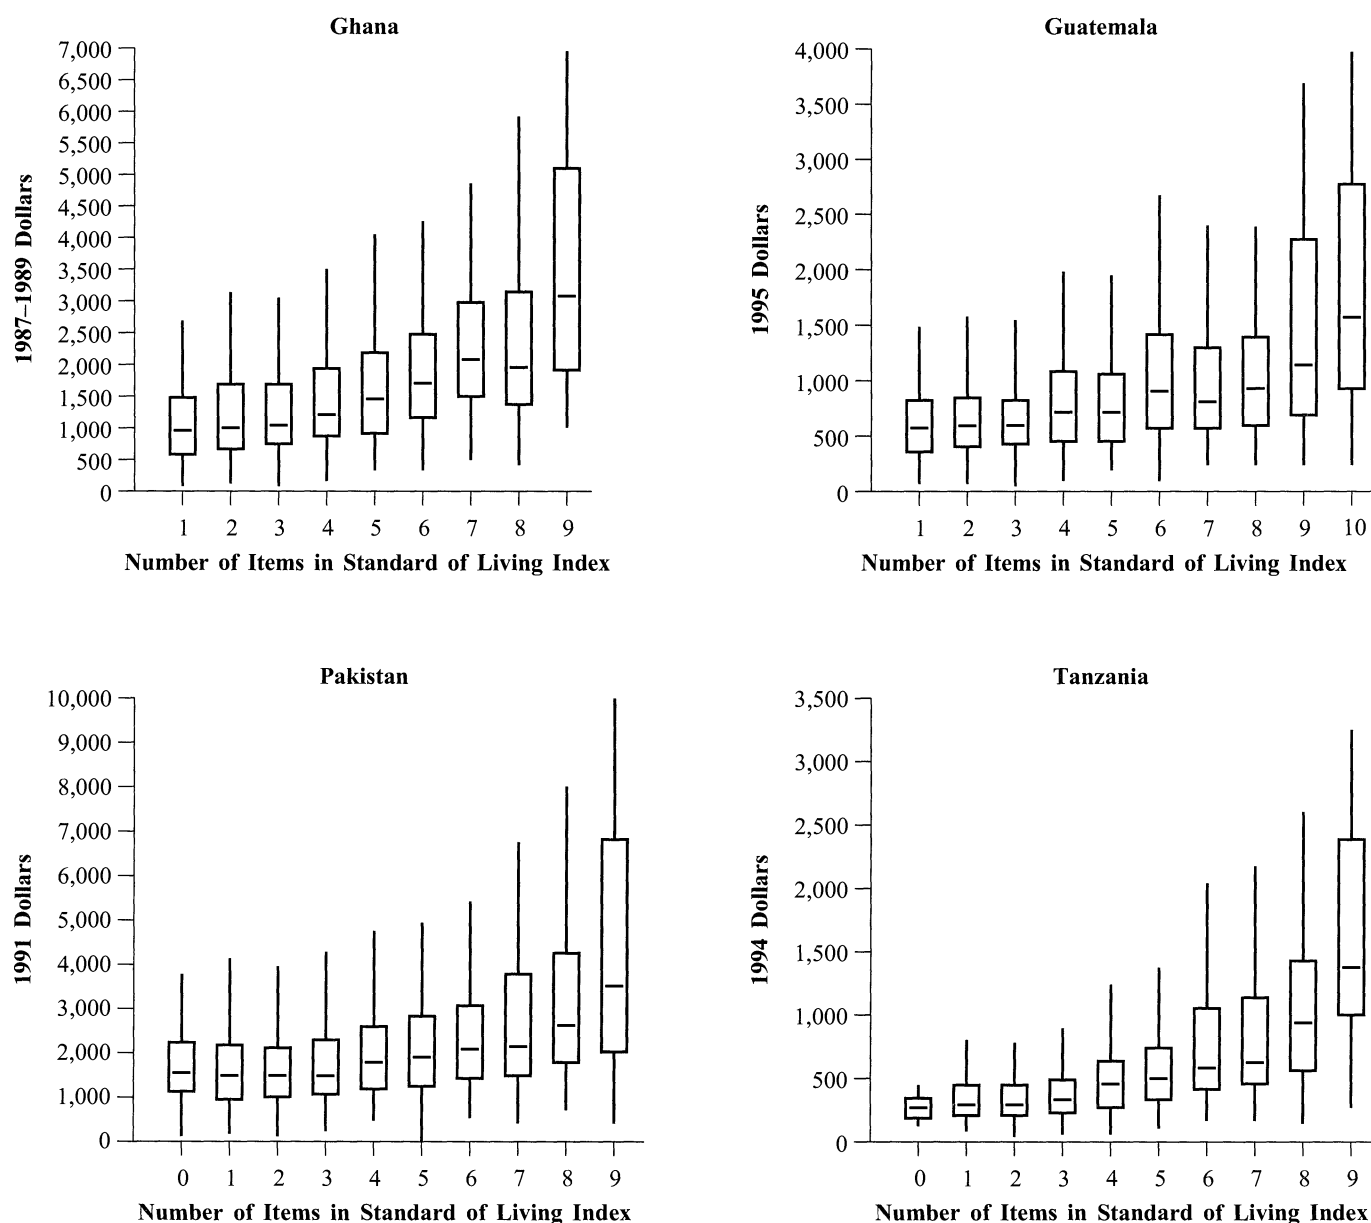 Ghana
7,000
6,500
6,000
5,500
5,000
4,500
4,000
3,500
3,000
2,500
2,000
1,500
1,000
500
0
1987–1989 Dollars
1 2 3 4 5 6 7 8 9
Number of Items in Standard of Living Index
Guatemala
4,000
3,500
3,000
2,500
2,000
1,500
1,000
500
0
1995 Dollars
1 2 3 4 5 6 7 8 9 10
Number of Items in Standard of Living Index
Pakistan
10,000
9,000
8,000
7,000
6,000
5,000
4,000
3,000
2,000
1,000
0
1991 Dollars
0 1 2 3 4 5 6 7 8 9
Number of Items in Standard of Living Index
Tanzania
3,500
3,000
2,500
2,000
1,500
1,000
500
0
1994 Dollars
0 1 2 3 4 5 6 7 8 9
Number of Items in Standard of Living Index